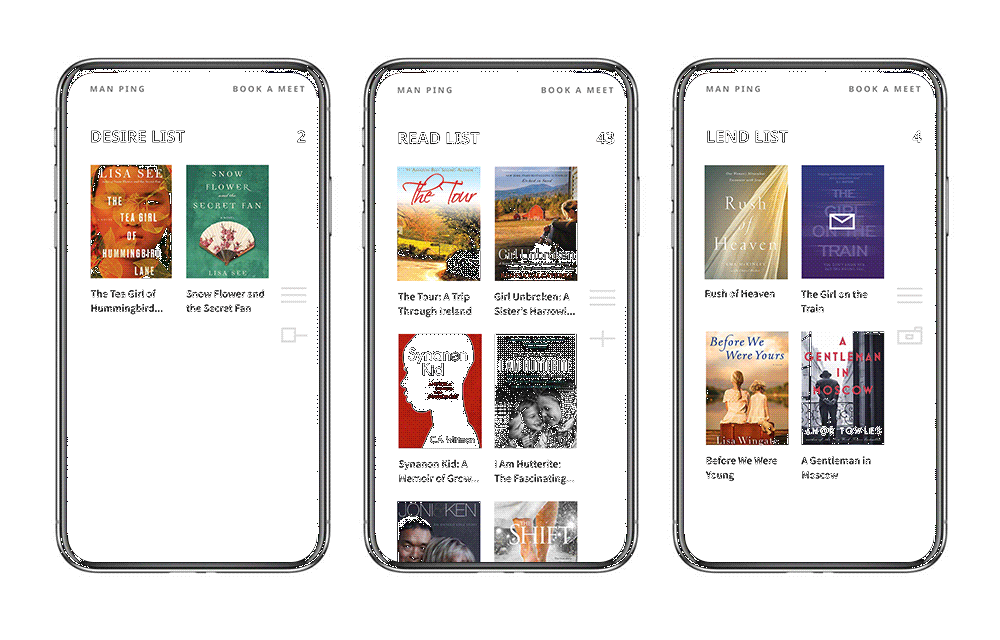 MAN PING
BOOK A MEET
DESIRE LIST
2
LISA SEE
THE
TEA GIRL
OF
HUMMINGBIRD
LANE
The Tea Girl of
Hummingbird...
SNOW
FLOWER
and the
SECRET FAN
LISA SEE
Snow Flower and
the Secret Fan
MAN PING
BOOK A MEET
READ LIST
43
The Tour
The Tour: A Trip
Through Ireland
Girl Unbroken
Girl Unbroken: A
Sister's Harrowi...
Synanon
Kid
C.A. Wittman
Synanon Kid: A
Memoir of Grow...
I AM HUTTERITE
I Am Hutterite:
The Fascinating...
JONI KEN
THE
SHIFT
MAN PING
BOOK A MEET
LEND LIST
4
Rush
of
Heaven
Rush of Heaven
THE
GIRL
ON THE
TRAIN
The Girl on the
Train
Before We
Were Yours
Lisa Wingate
Before We Were
Young
A
GENTLEMAN
IN
MOSCOW
AMOR TOWLES
A Gentleman in
Moscow